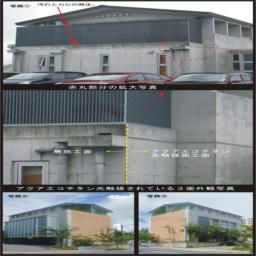 写真①
汚れとカビの発生。
赤丸部分の拡大写真
無施工面
アクアエコチタン
光触媒施工面
アクアエコチタン光触媒されている3面外観写真
写真②
写真③